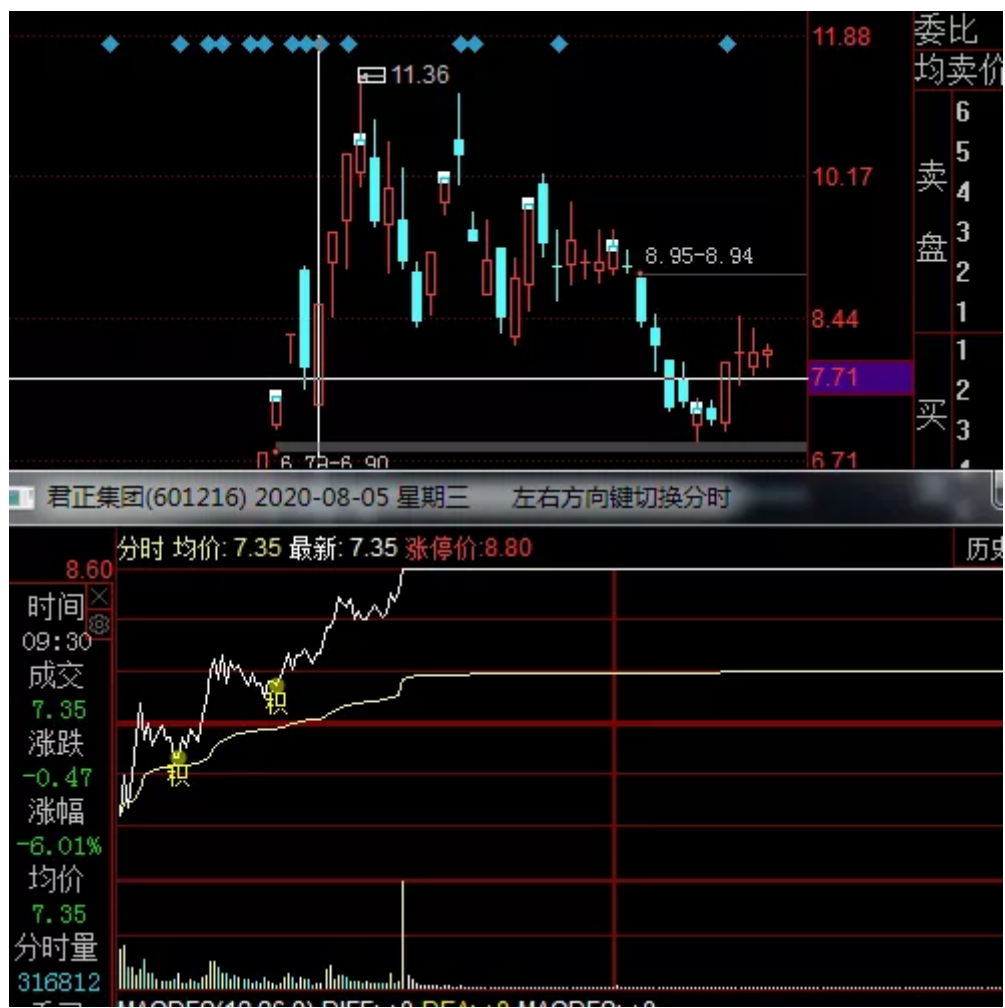 11.88
委比
11.36
均卖价
6
5
10.17
卖
4
3
盘
8.95-8.94
2
1
8.44
1
7.71
2
买
3
6.90
6.71
君正集团(601216) 2020-08-05 星期三 左右方向键切换分时
分时 均价: 7.35 最新: 7.35 涨停价:8.80
8.60
时间
09:30
成交
7.35
积
涨跌
积
-0.47
涨幅
-6.01%
均价
7.35
分时量
316812